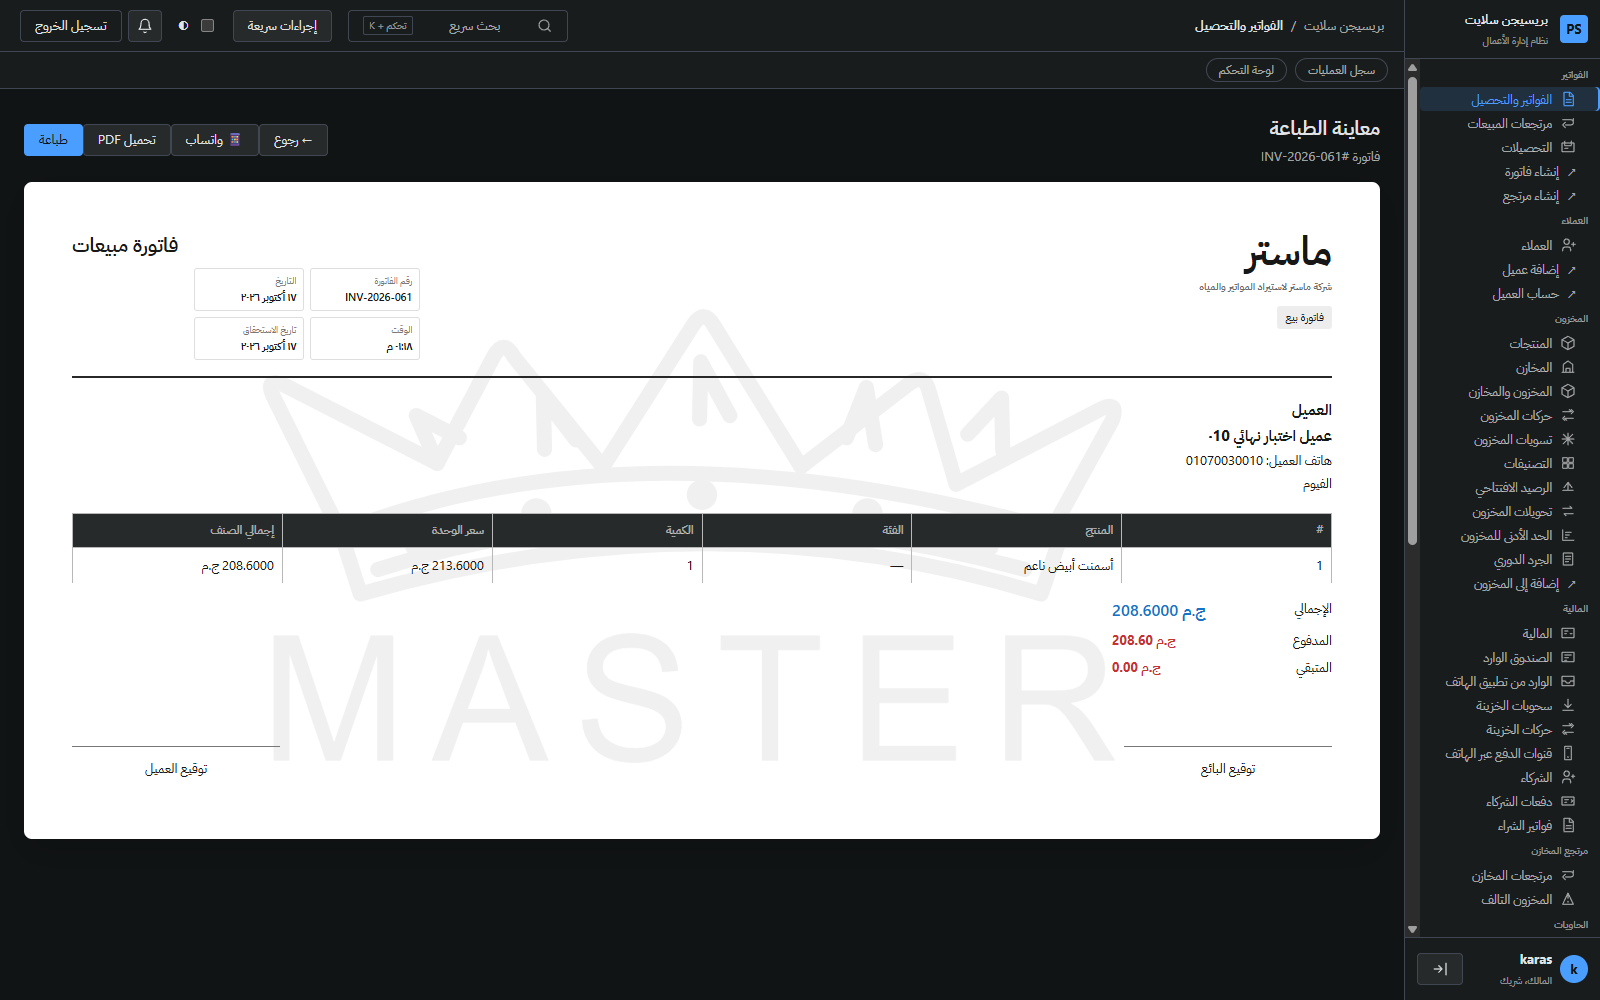 PS
بريسيجن سلايت
نظام إدارة الأعمال
بريسيجن سلايت / الفواتير والتحصيل
بحث سريع
تحكم + K
إجراءات سريعة
تسجيل الخروج
سجل العمليات
لوحة التحكم
معاينة الطباعة
فاتورة #INV-2026-061
← رجوع
واتساب
تحميل PDF
طباعة
ماستر
شركة ماستر لاستيراد المواتير والمياه
فاتورة بيع
فاتورة مبيعات
رقم الفاتورة
INV-2026-061
التاريخ
١٧ أكتوبر ٢٠٢٦
الوقت
٠١:١٨ م
تاريخ الاستحقاق
١٧ أكتوبر ٢٠٢٦
العميل
عميل اختبار نهائي 10-
هاتف العميل: 01070030010
الفيوم
# المنتج الفئة الكمية سعر الوحدة إجمالي الصنف
1 أسمنت أبيض ناعم — 1 213.6000 ج.م 208.6000 ج.م
الإجمالي ج.م 208.6000
المدفوع ج.م 208.60
المتبقي ج.م 0.00
MASTER
توقيع البائع
توقيع العميل
الفواتير
الفواتير والتحصيل
مرتجعات المبيعات
التحصيلات
إنشاء فاتورة
إنشاء مرتجع
العملاء
العملاء
إضافة عميل
حساب العميل
المخزون
المنتجات
المخازن
المخزون والمخازن
حركات المخزون
تسويات المخزون
التصنيفات
الرصيد الافتتاحي
تحويلات المخزون
الحد الأدنى للمخزون
الجرد الدوري
إضافة إلى المخزون
المالية
المالية
الصندوق الوارد
الوارد من تطبيق الهاتف
سحوبات الخزينة
حركات الخزينة
قنوات الدفع عبر الهاتف
الشركاء
دفعات الشركاء
فواتير الشراء
مرتجع المخازن
مرتجعات المخازن
المخزون التالف
الحاويات
k
karas
المالك، شريك